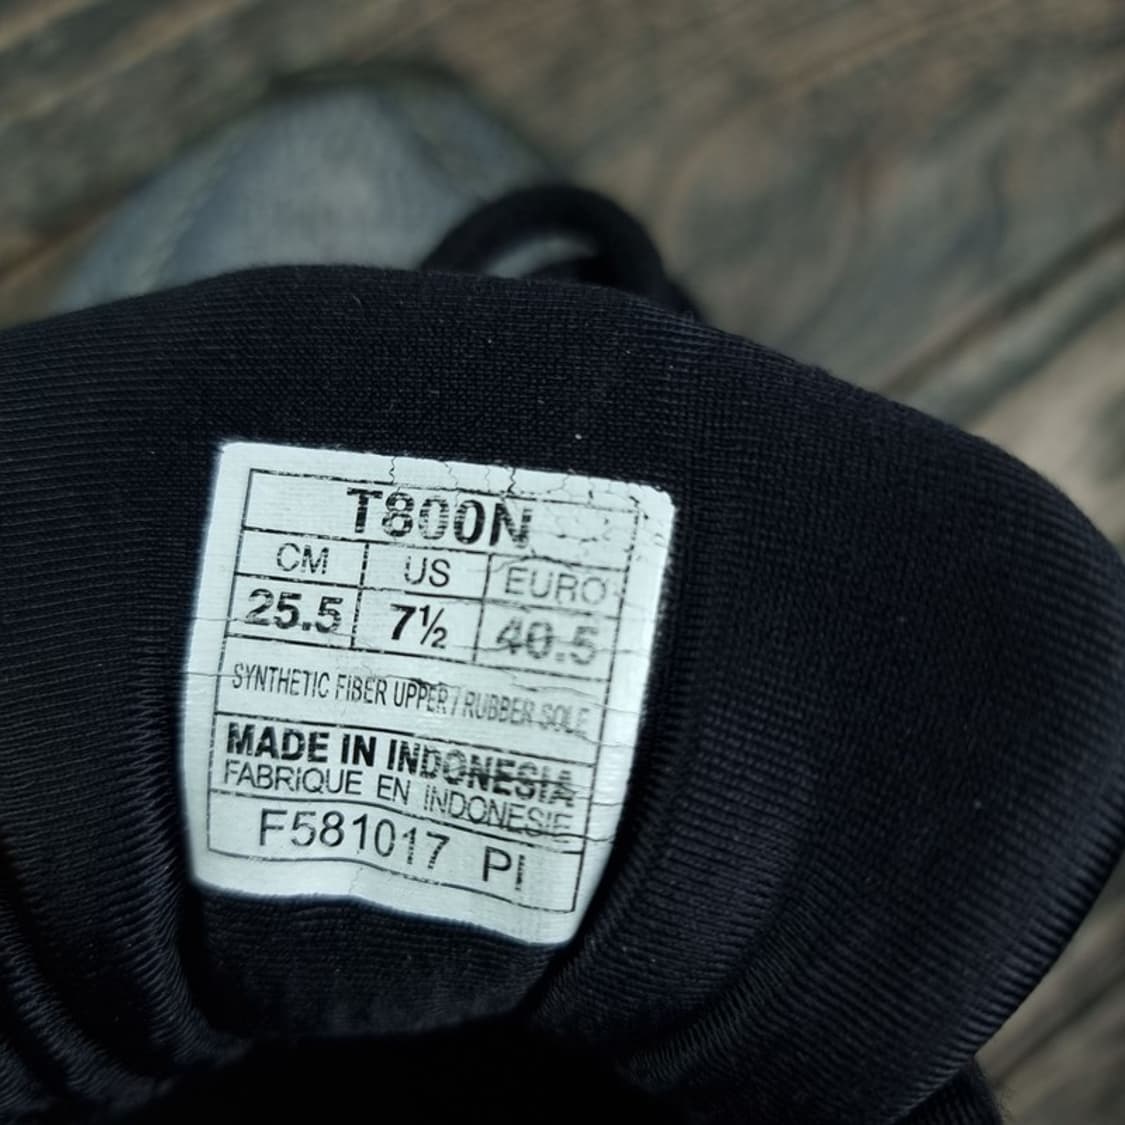 T800N
CM US EURO
25.5 7½ 40.5
SYNTHETIC FIBER UPPER / RUBBER SOLE
MADE IN INDONESIA
FABRIQUE EN INDONESIE
F581017 PI